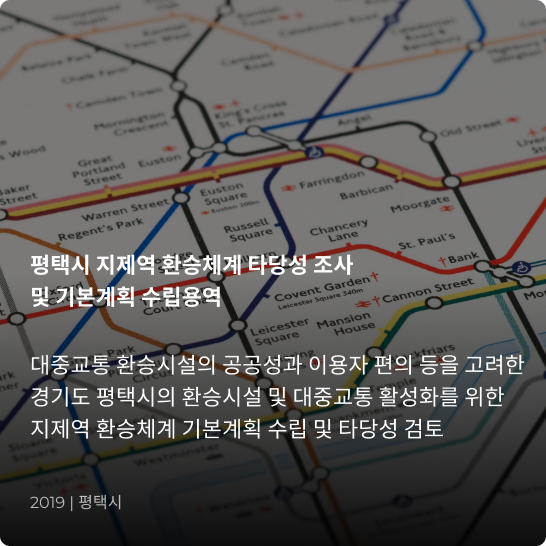 Hampstead Heath
Chalk Farm
Camden Town
Camden Road
Caledonian Road & Barnsbury
Mornington Crescent
King's Cross St. Pancras
Angel
Old Street
Great Portland Street
Euston
Euston Square
Farringdon
Barbican
Moorgate
Warren Street
Regent's Park
Russell Square
Chancery Lane
St. Paul's
Bank
평택시 지제역 환승체계 타당성 조사
및 기본계획 수립용역
Covent Garden
Leicester Square 340m
Cannon Street
Leicester Square
Mansion House
대중교통 환승시설의 공공성과 이용자 편의 등을 고려한
경기도 평택시의 환승시설 및 대중교통 활성화를 위한
지제역 환승체계 기본계획 수립 및 타당성 검토
Westminster
2019 | 평택시